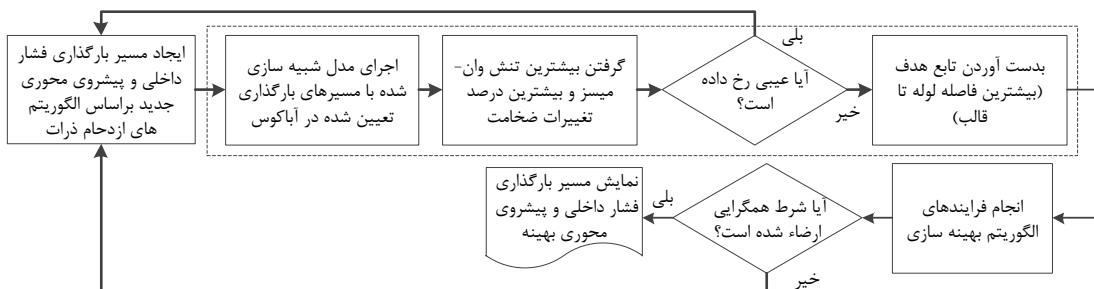 ایجاد مسیر بارگذاری فشار
داخلی و پیشروی محوری
جدید براساس الگوریتم
های ازدحام ذرات
اجرای مدل شبیه سازی
شده با مسیرهای بارگذاری
تعیین شده در آباکوس
گرفتن بیشترین تنش وان-
میسز و بیشترین درصد
تغییرات ضخامت
آیا عیبی رخ داده
است؟
بلی
خیر
بدست آوردن تابع هدف
(بیشترین فاصله لوله تا
قالب)
انجام فرایندهای
الگوریتم بهینه سازی
آیا شرط همگرایی
ارضاء شده است؟
بلی
خیر
نمایش مسیر بارگذاری
فشار داخلی و پیشروی
محوری بهینه